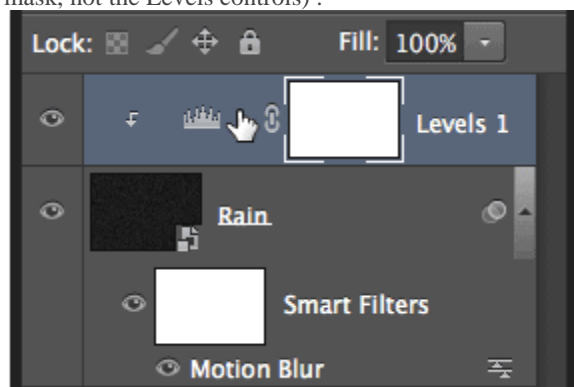 mask, not the Levels controls) :
Lock: Fill: 100%
Levels 1
Rain
Smart Filters
Motion Blur